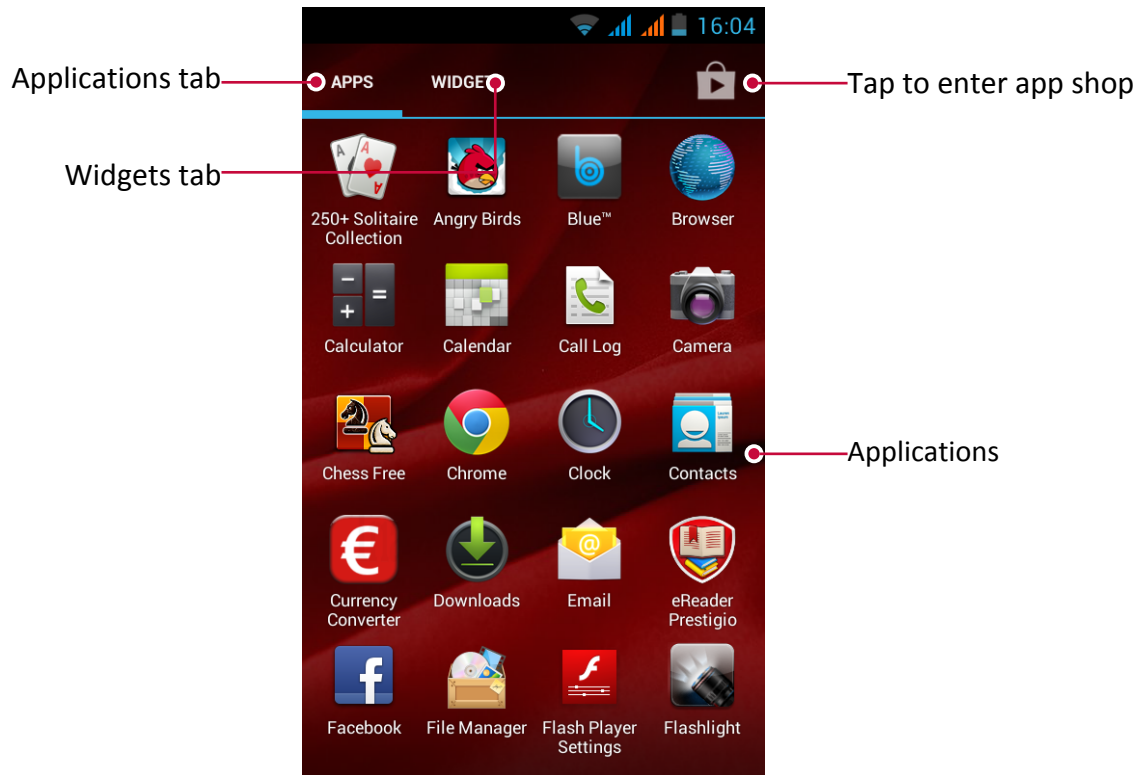 16:04
Applications tab
APPS
WIDGET
Tap to enter app shop
Widgets tab
250+ Solitaire
Collection
Angry Birds
Blue™
Browser
Calculator
Calendar
Call Log
Camera
Chess Free
Chrome
Clock
Contacts
Applications
Currency
Converter
Downloads
Email
eReader
Prestigio
Facebook
File Manager
Flash Player
Settings
Flashlight